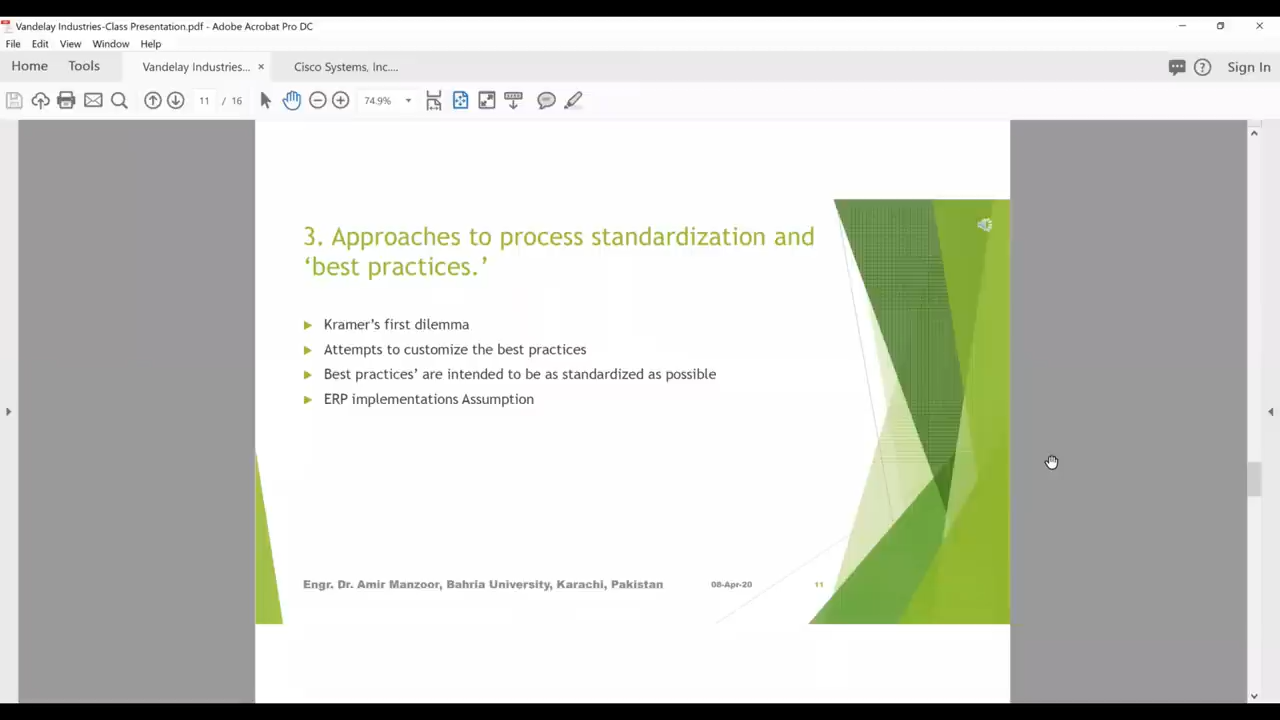 Vandelay Industries-Class Presentation.pdf - Adobe Acrobat Pro DC
File Edit View Window Help
Home Tools Vandelay Industries... × Cisco Systems, Inc.... Sign In
11 / 16 74.9%
3. Approaches to process standardization and
‘best practices.’
Kramer’s first dilemma
Attempts to customize the best practices
Best practices’ are intended to be as standardized as possible
ERP implementations Assumption
Engr. Dr. Amir Manzoor, Bahria University, Karachi, Pakistan 08-Apr-20 11